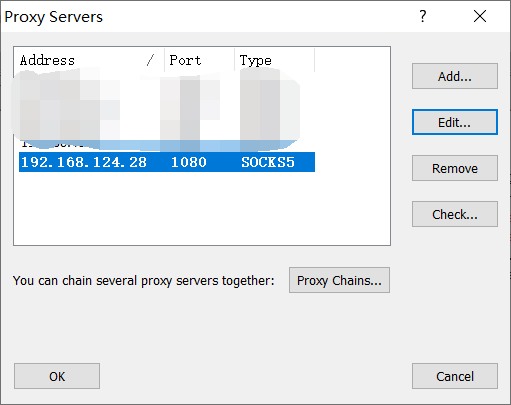 Proxy Servers
Address / Port Type
192.168.124.28 1080 SOCKS5
Add...
Edit...
Remove
Check...
You can chain several proxy servers together: Proxy Chains...
OK Cancel